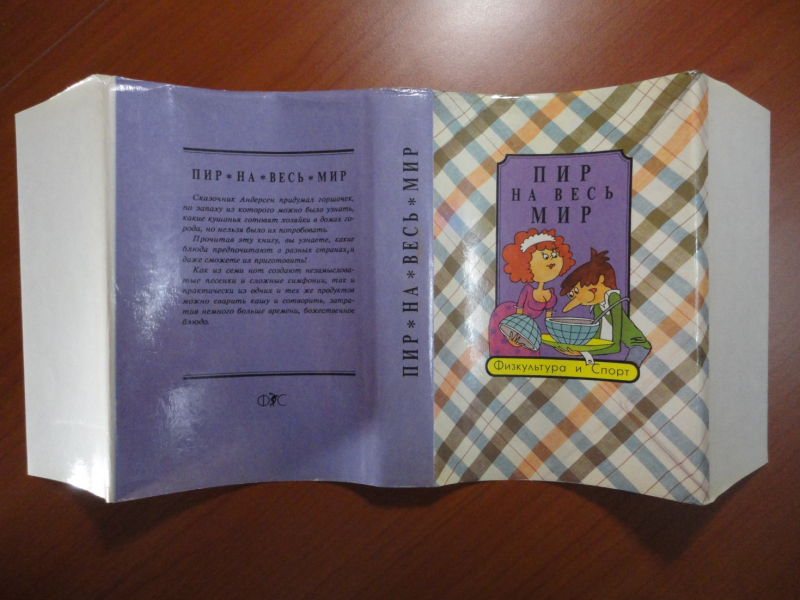 ПИР * НА * ВЕСЬ * МИР
Сказочник Андерсен придумал горшочек,
по запаху из которого можно было узнать,
какие кушанья готовят хозяйки в домах го-
рода, но нельзя было их попробовать.
Прочитав эту книгу, вы узнаете, какие
блюда предпочитают в разных странах, и
даже сможете их приготовить!
Как из семи нот создают незамыслова-
тые песенки и сложные симфонии, так и
практически из одних и тех же продуктов
можно сварить кашу и сотворить, затра-
тив немного больше времени, божественное
блюдо.
ФиС
ПИР * НА * ВЕСЬ * МИР
ПИР
НА ВЕСЬ
МИР
Физкультура и Спорт